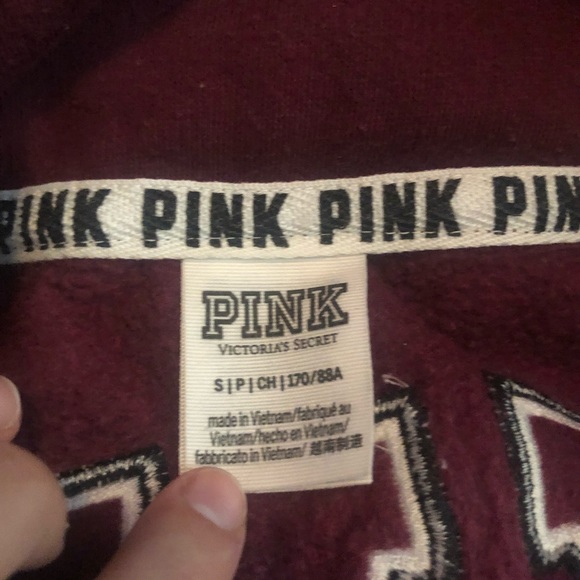 PINK PINK PINK PINK
PINK
VICTORIA'S SECRET
S|P|CH|170/88A
made in Vietnam/fabriqué au
Vietnam/hecho en Vietnam/
fabbricato in Vietnam/ 越南制造